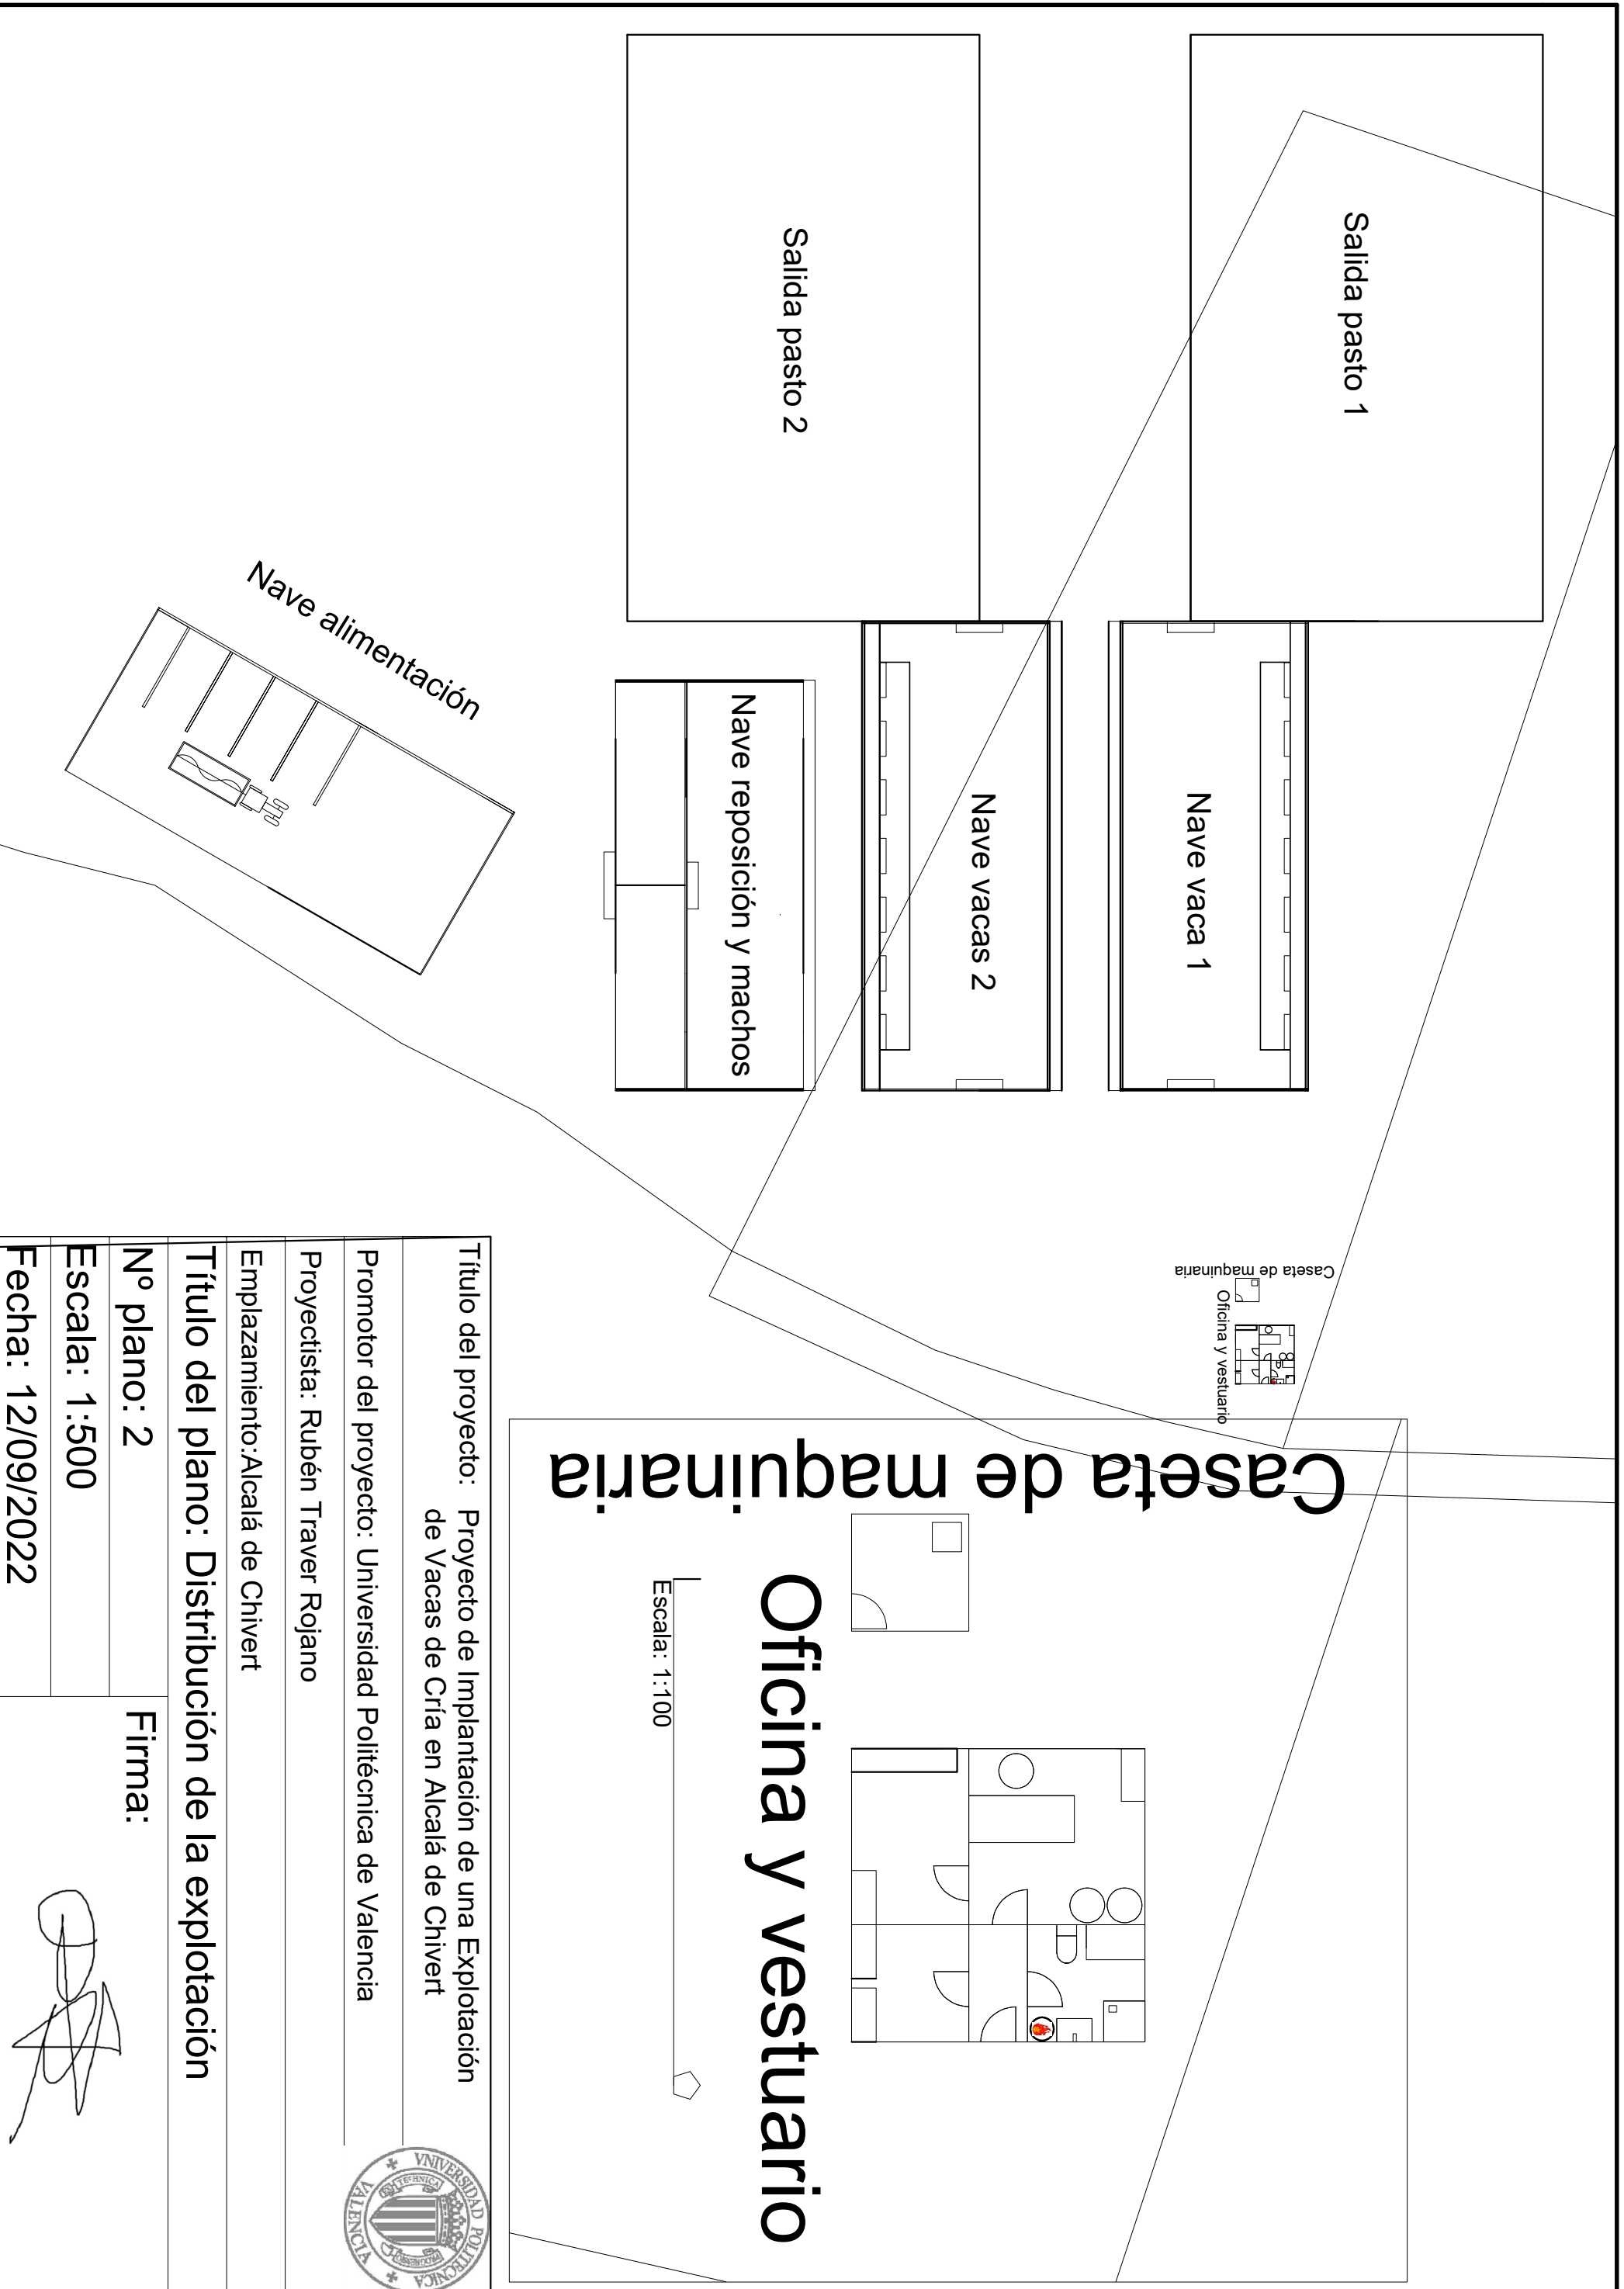 Salida pasto 1
Salida pasto 2
Nave vaca 1
Nave vacas 2
Nave reposición y machos
Nave alimentación
Caseta de maquinaria
Oficina y vestuario
Caseta de maquinaria
Oficina y vestuario
Escala: 1:100
Título del proyecto: Proyecto de Implantación de una Explotación
de Vacas de Cría en Alcalá de Chivert
Promotor del proyecto: Universidad Politécnica de Valencia
Proyectista: Rubén Traver Rojano
Emplazamiento:Alcalá de Chivert
Título del plano: Distribución de la explotación
Nº plano: 2
Escala: 1:500
Fecha: 12/09/2022
Firma:
VNIVERSIDAD POLITECNICA
VALENCIA